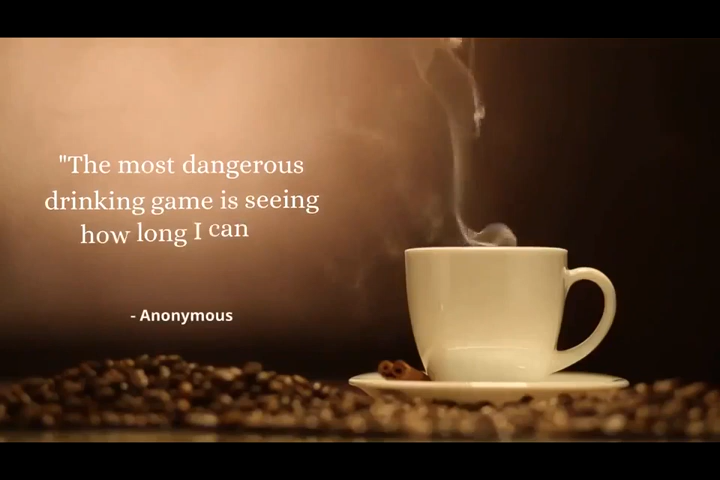 "The most dangerous
drinking game is seeing
how long I can
- Anonymous